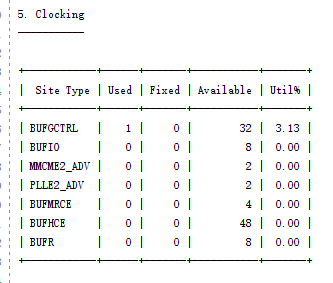 5. Clocking
-----------
+------------+------+-------+-----------+-------+
| Site Type | Used | Fixed | Available | Util% |
+------------+------+-------+-----------+-------+
| BUFGCTRL | 1 | 0 | 32 | 3.13 |
| BUFIO | 0 | 0 | 8 | 0.00 |
| MMCME2_ADV | 0 | 0 | 2 | 0.00 |
| PLLE2_ADV | 0 | 0 | 2 | 0.00 |
| BUFMRCE | 0 | 0 | 4 | 0.00 |
| BUFHCE | 0 | 0 | 48 | 0.00 |
| BUFR | 0 | 0 | 8 | 0.00 |
+------------+------+-------+-----------+-------+